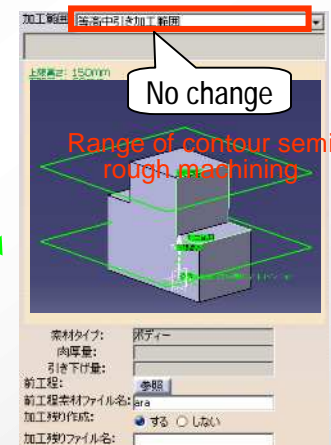 加工範囲 等高中引き加工範囲
上限高さ: 150mm
No change
Range of contour semi
rough machining
素材タイプ: ボディー
肉厚量:
引き下げ量:
前工程: 参照
前工程素材ファイル名: ara
加工残り作成: する しない
加工残りファイル名: